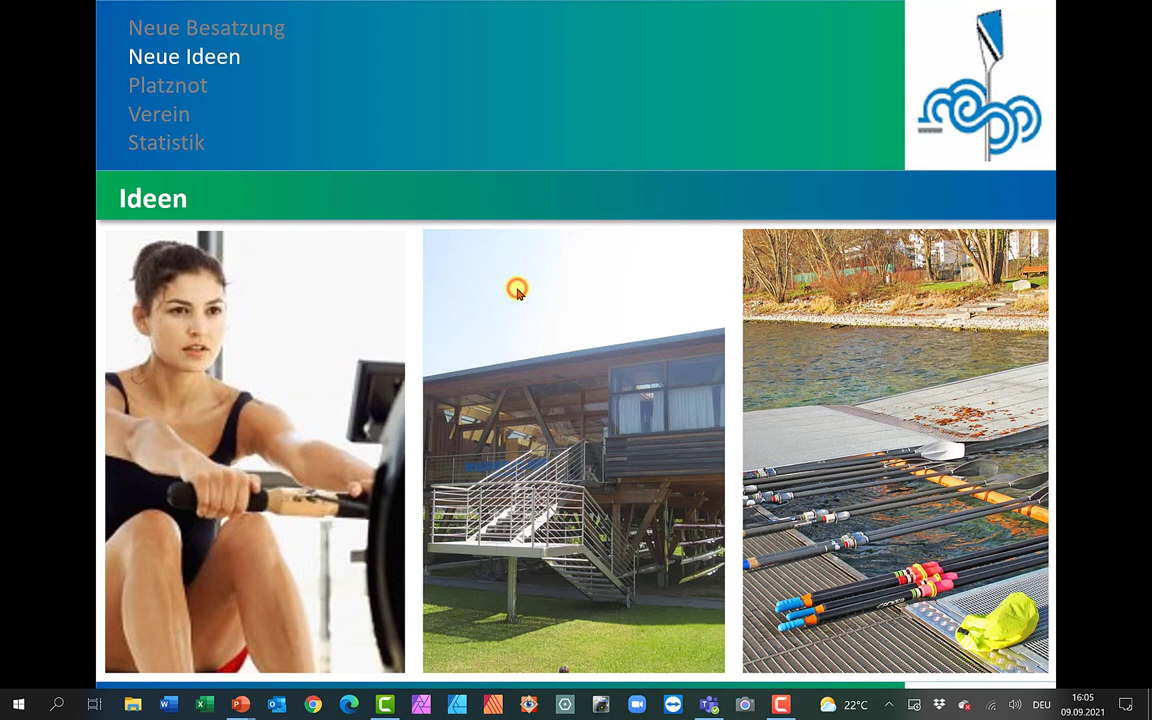 Neue Besatzung
Neue Ideen
Platznot
Verein
Statistik
Ideen
22°C
DEU
16:05
09.09.2021